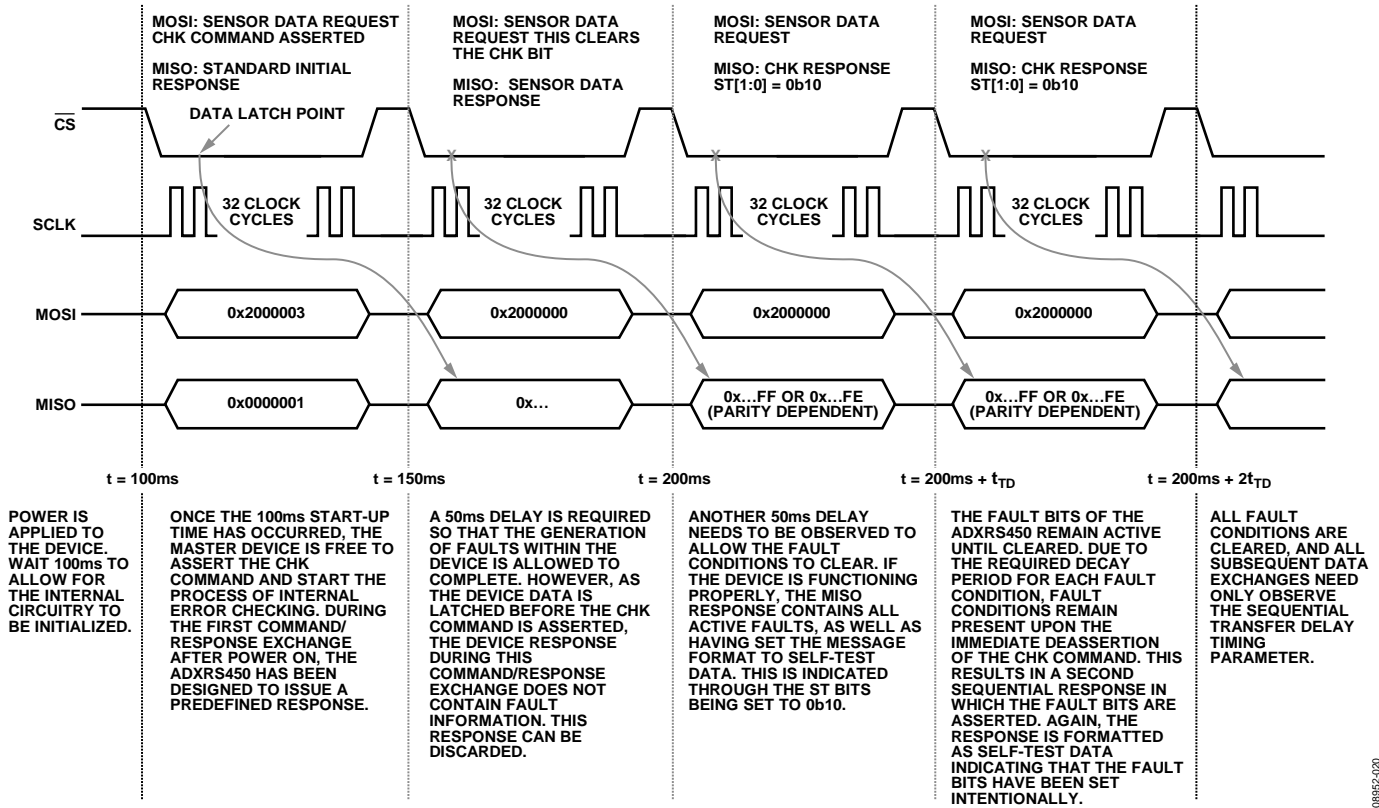 MOSI: SENSOR DATA REQUEST
CHK COMMAND ASSERTED
MISO: STANDARD INITIAL
RESPONSE
MOSI: SENSOR DATA
REQUEST THIS CLEARS
THE CHK BIT
MISO: SENSOR DATA
RESPONSE
MOSI: SENSOR DATA
REQUEST
MISO: CHK RESPONSE
ST[1:0] = 0b10
MOSI: SENSOR DATA
REQUEST
MISO: CHK RESPONSE
ST[1:0] = 0b10
DATA LATCH POINT
CS
X
X
X
SCLK
32 CLOCK
CYCLES
32 CLOCK
CYCLES
32 CLOCK
CYCLES
32 CLOCK
CYCLES
MOSI
0x2000003
0x2000000
0x2000000
0x2000000
MISO
0x0000001
0x…
0x…FF OR 0x…FE
(PARITY DEPENDENT)
0x…FF OR 0x…FE
(PARITY DEPENDENT)
t = 100ms
t = 150ms
t = 200ms
t = 200ms + tTD
t = 200ms + 2tTD
POWER IS
APPLIED TO
THE DEVICE.
WAIT 100ms TO
ALLOW FOR
THE INTERNAL
CIRCUITRY TO
BE INITIALIZED.
ONCE THE 100ms START-UP
TIME HAS OCCURRED, THE
MASTER DEVICE IS FREE TO
ASSERT THE CHK
COMMAND AND START THE
PROCESS OF INTERNAL
ERROR CHECKING. DURING
THE FIRST COMMAND/
RESPONSE EXCHANGE
AFTER POWER ON, THE
ADXRS450 HAS BEEN
DESIGNED TO ISSUE A
PREDEFINED RESPONSE.
A 50ms DELAY IS REQUIRED
SO THAT THE GENERATION
OF FAULTS WITHIN THE
DEVICE IS ALLOWED TO
COMPLETE. HOWEVER, AS
THE DEVICE DATA IS
LATCHED BEFORE THE CHK
COMMAND IS ASSERTED,
THE DEVICE RESPONSE
DURING THIS
COMMAND/RESPONSE
EXCHANGE DOES NOT
CONTAIN FAULT
INFORMATION. THIS
RESPONSE CAN BE
DISCARDED.
ANOTHER 50ms DELAY
NEEDS TO BE OBSERVED TO
ALLOW THE FAULT
CONDITIONS TO CLEAR. IF
THE DEVICE IS FUNCTIONING
PROPERLY, THE MISO
RESPONSE CONTAINS ALL
ACTIVE FAULTS, AS WELL AS
HAVING SET THE MESSAGE
FORMAT TO SELF-TEST
DATA. THIS IS INDICATED
THROUGH THE ST BITS
BEING SET TO 0b10.
THE FAULT BITS OF THE
ADXRS450 REMAIN ACTIVE
UNTIL CLEARED. DUE TO
THE REQUIRED DECAY
PERIOD FOR EACH FAULT
CONDITION, FAULT
CONDITIONS REMAIN
PRESENT UPON THE
IMMEDIATE DEASSERTION
OF THE CHK COMMAND. THIS
RESULTS IN A SECOND
SEQUENTIAL RESPONSE IN
WHICH THE FAULT BITS ARE
ASSERTED. AGAIN, THE
RESPONSE IS FORMATTED
AS SELF-TEST DATA
INDICATING THAT THE FAULT
BITS HAVE BEEN SET
INTENTIONALLY.
ALL FAULT
CONDITIONS ARE
CLEARED, AND ALL
SUBSEQUENT DATA
EXCHANGES NEED
ONLY OBSERVE
THE SEQUENTIAL
TRANSFER DELAY
TIMING
PARAMETER.
08952-020